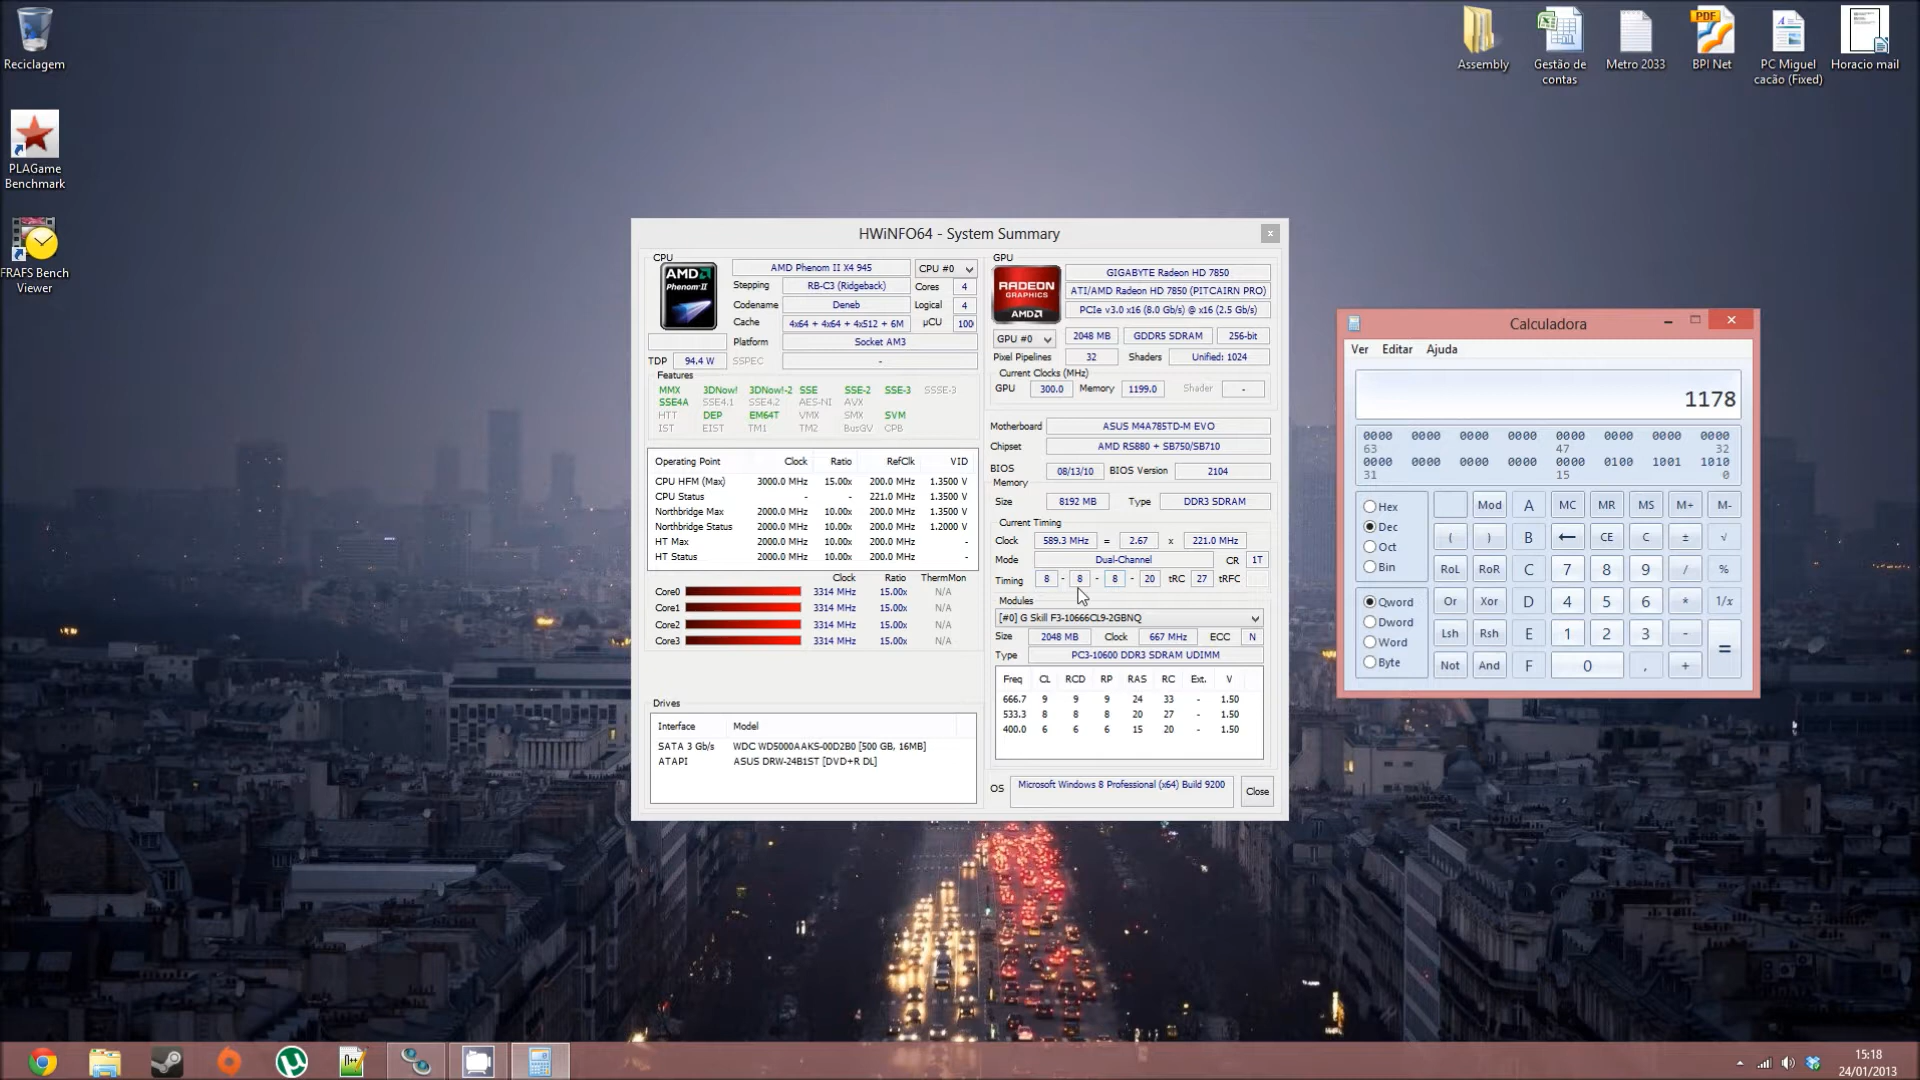 Reciclagem
PLAGame
Benchmark
FRAFS Bench
Viewer
Assembly
Gestão de
contas
Metro 2033
PDF
BPI Net
PC Miguel
cacão (Fixed)
Horacio mail
HWiNFO64 - System Summary
x
CPU
AMD
Phenom II
AMD Phenom II X4 945
CPU #0
Stepping
RB-C3 (Ridgeback)
Cores
4
Codename
Deneb
Logical
4
Cache
4x64 + 4x64 + 4x512 + 6M
µCU
100
Platform
Socket AM3
TDP
94.4 W
SSPEC
-
Features
MMX 3DNow! 3DNow!-2 SSE SSE-2 SSE-3 SSSE-3
SSE4A SSE4.1 SSE4.2 AES-NI AVX
HTT DEP EM64T VMX SMX SVM
IST EIST TM1 TM2 BusGV CPB
Operating Point Clock Ratio RefClk VID
CPU HFM (Max) 3000.0 MHz 15.00x 200.0 MHz 1.3500 V
CPU Status - - 221.0 MHz 1.3500 V
Northbridge Max 2000.0 MHz 10.00x 200.0 MHz 1.3500 V
Northbridge Status 2000.0 MHz 10.00x 200.0 MHz 1.2000 V
HT Max 2000.0 MHz 10.00x 200.0 MHz -
HT Status 2000.0 MHz 10.00x 200.0 MHz -
Clock Ratio ThermMon
Core0 3314 MHz 15.00x N/A
Core1 3314 MHz 15.00x N/A
Core2 3314 MHz 15.00x N/A
Core3 3314 MHz 15.00x N/A
Drives
Interface Model
SATA 3 Gb/s WDC WD5000AAKS-00D2B0 [500 GB, 16MB]
ATAPI ASUS DRW-24B1ST [DVD+R DL]
GPU
RADEON
GRAPHICS
AMD
GIGABYTE Radeon HD 7850
ATI/AMD Radeon HD 7850 (PITCAIRN PRO)
PCIe v3.0 x16 (8.0 Gb/s) @ x16 (2.5 Gb/s)
GPU #0
2048 MB
GDDR5 SDRAM
256-bit
Pixel Pipelines
32
Shaders
Unified: 1024
Current Clocks (MHz)
GPU
300.0
Memory
1199.0
Shader
-
Motherboard
ASUS M4A785TD-M EVO
Chipset
AMD RS880 + SB750/SB710
BIOS
08/13/10
BIOS Version
2104
Memory
Size
8192 MB
Type
DDR3 SDRAM
Current Timing
Clock 589.3 MHz = 2.67 x 221.0 MHz
Mode Dual-Channel CR 1T
Timing 8 - 8 - 8 - 20 tRC 27 tRFC
Modules
[#0] G Skill F3-10666CL9-2GBNQ
Size 2048 MB Clock 667 MHz ECC N
Type PC3-10600 DDR3 SDRAM UDIMM
Freq CL RCD RP RAS RC Ext. V
666.7 9 9 9 24 33 - 1.50
533.3 8 8 8 20 27 - 1.50
400.0 6 6 6 15 20 - 1.50
OS
Microsoft Windows 8 Professional (x64) Build 9200
Close
Calculadora
Ver Editar Ajuda
1178
0000 0000 0000 0000 0000 0000 0000 0000
63 47 32
0000 0000 0000 0000 0000 0100 1001 1010
31 15 0
Hex
Dec
Oct
Bin
Qword
Dword
Word
Byte
Mod A MC MR MS M+ M-
( ) B ← CE C ± √
RoL RoR C 7 8 9 / %
Or Xor D 4 5 6 * 1/x
Lsh Rsh E 1 2 3 - =
Not And F 0 , +
15:18
24/01/2013